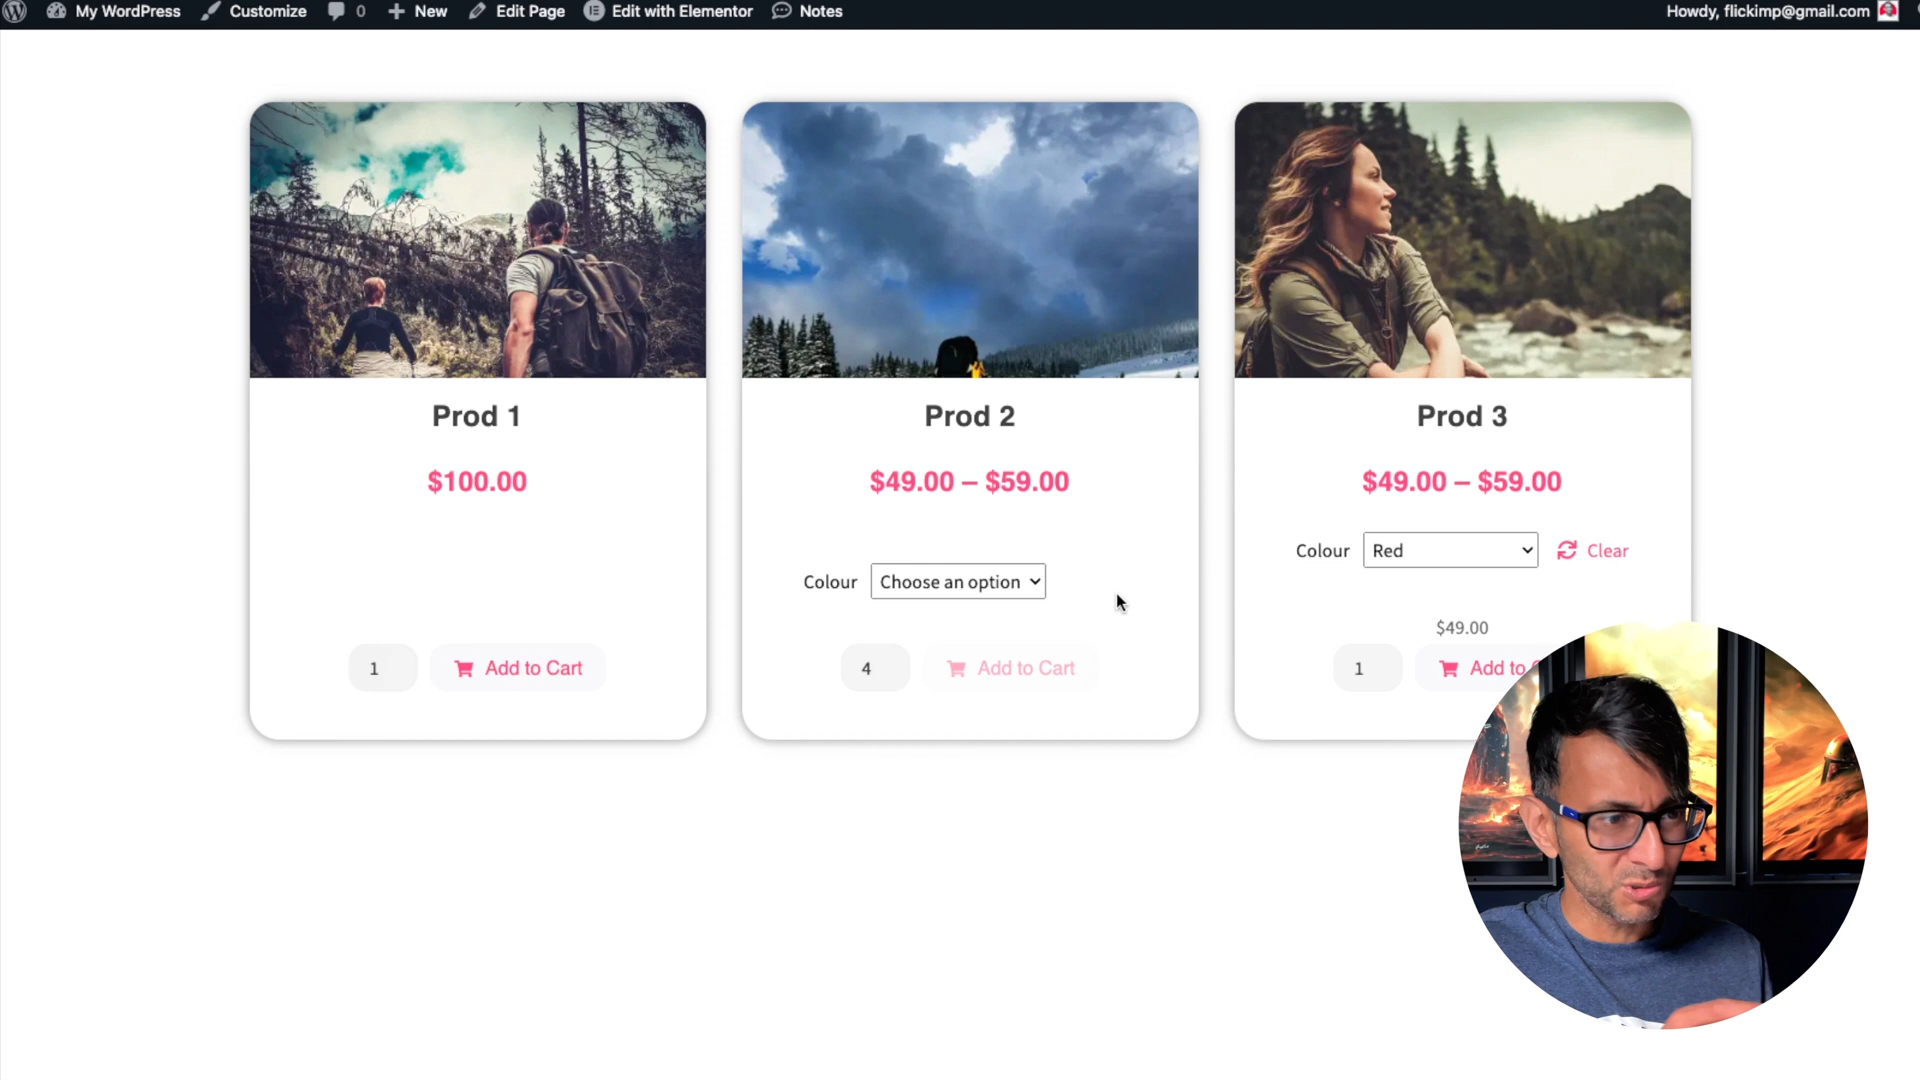 My WordPress Customize 0 New Edit Page Edit with Elementor Notes Howdy, flickimp@gmail.com
Prod 1
$100.00
1 Add to Cart
Prod 2
$49.00 – $59.00
Colour Choose an option
4 Add to Cart
Prod 3
$49.00 – $59.00
Colour Red Clear
$49.00
1 Add to